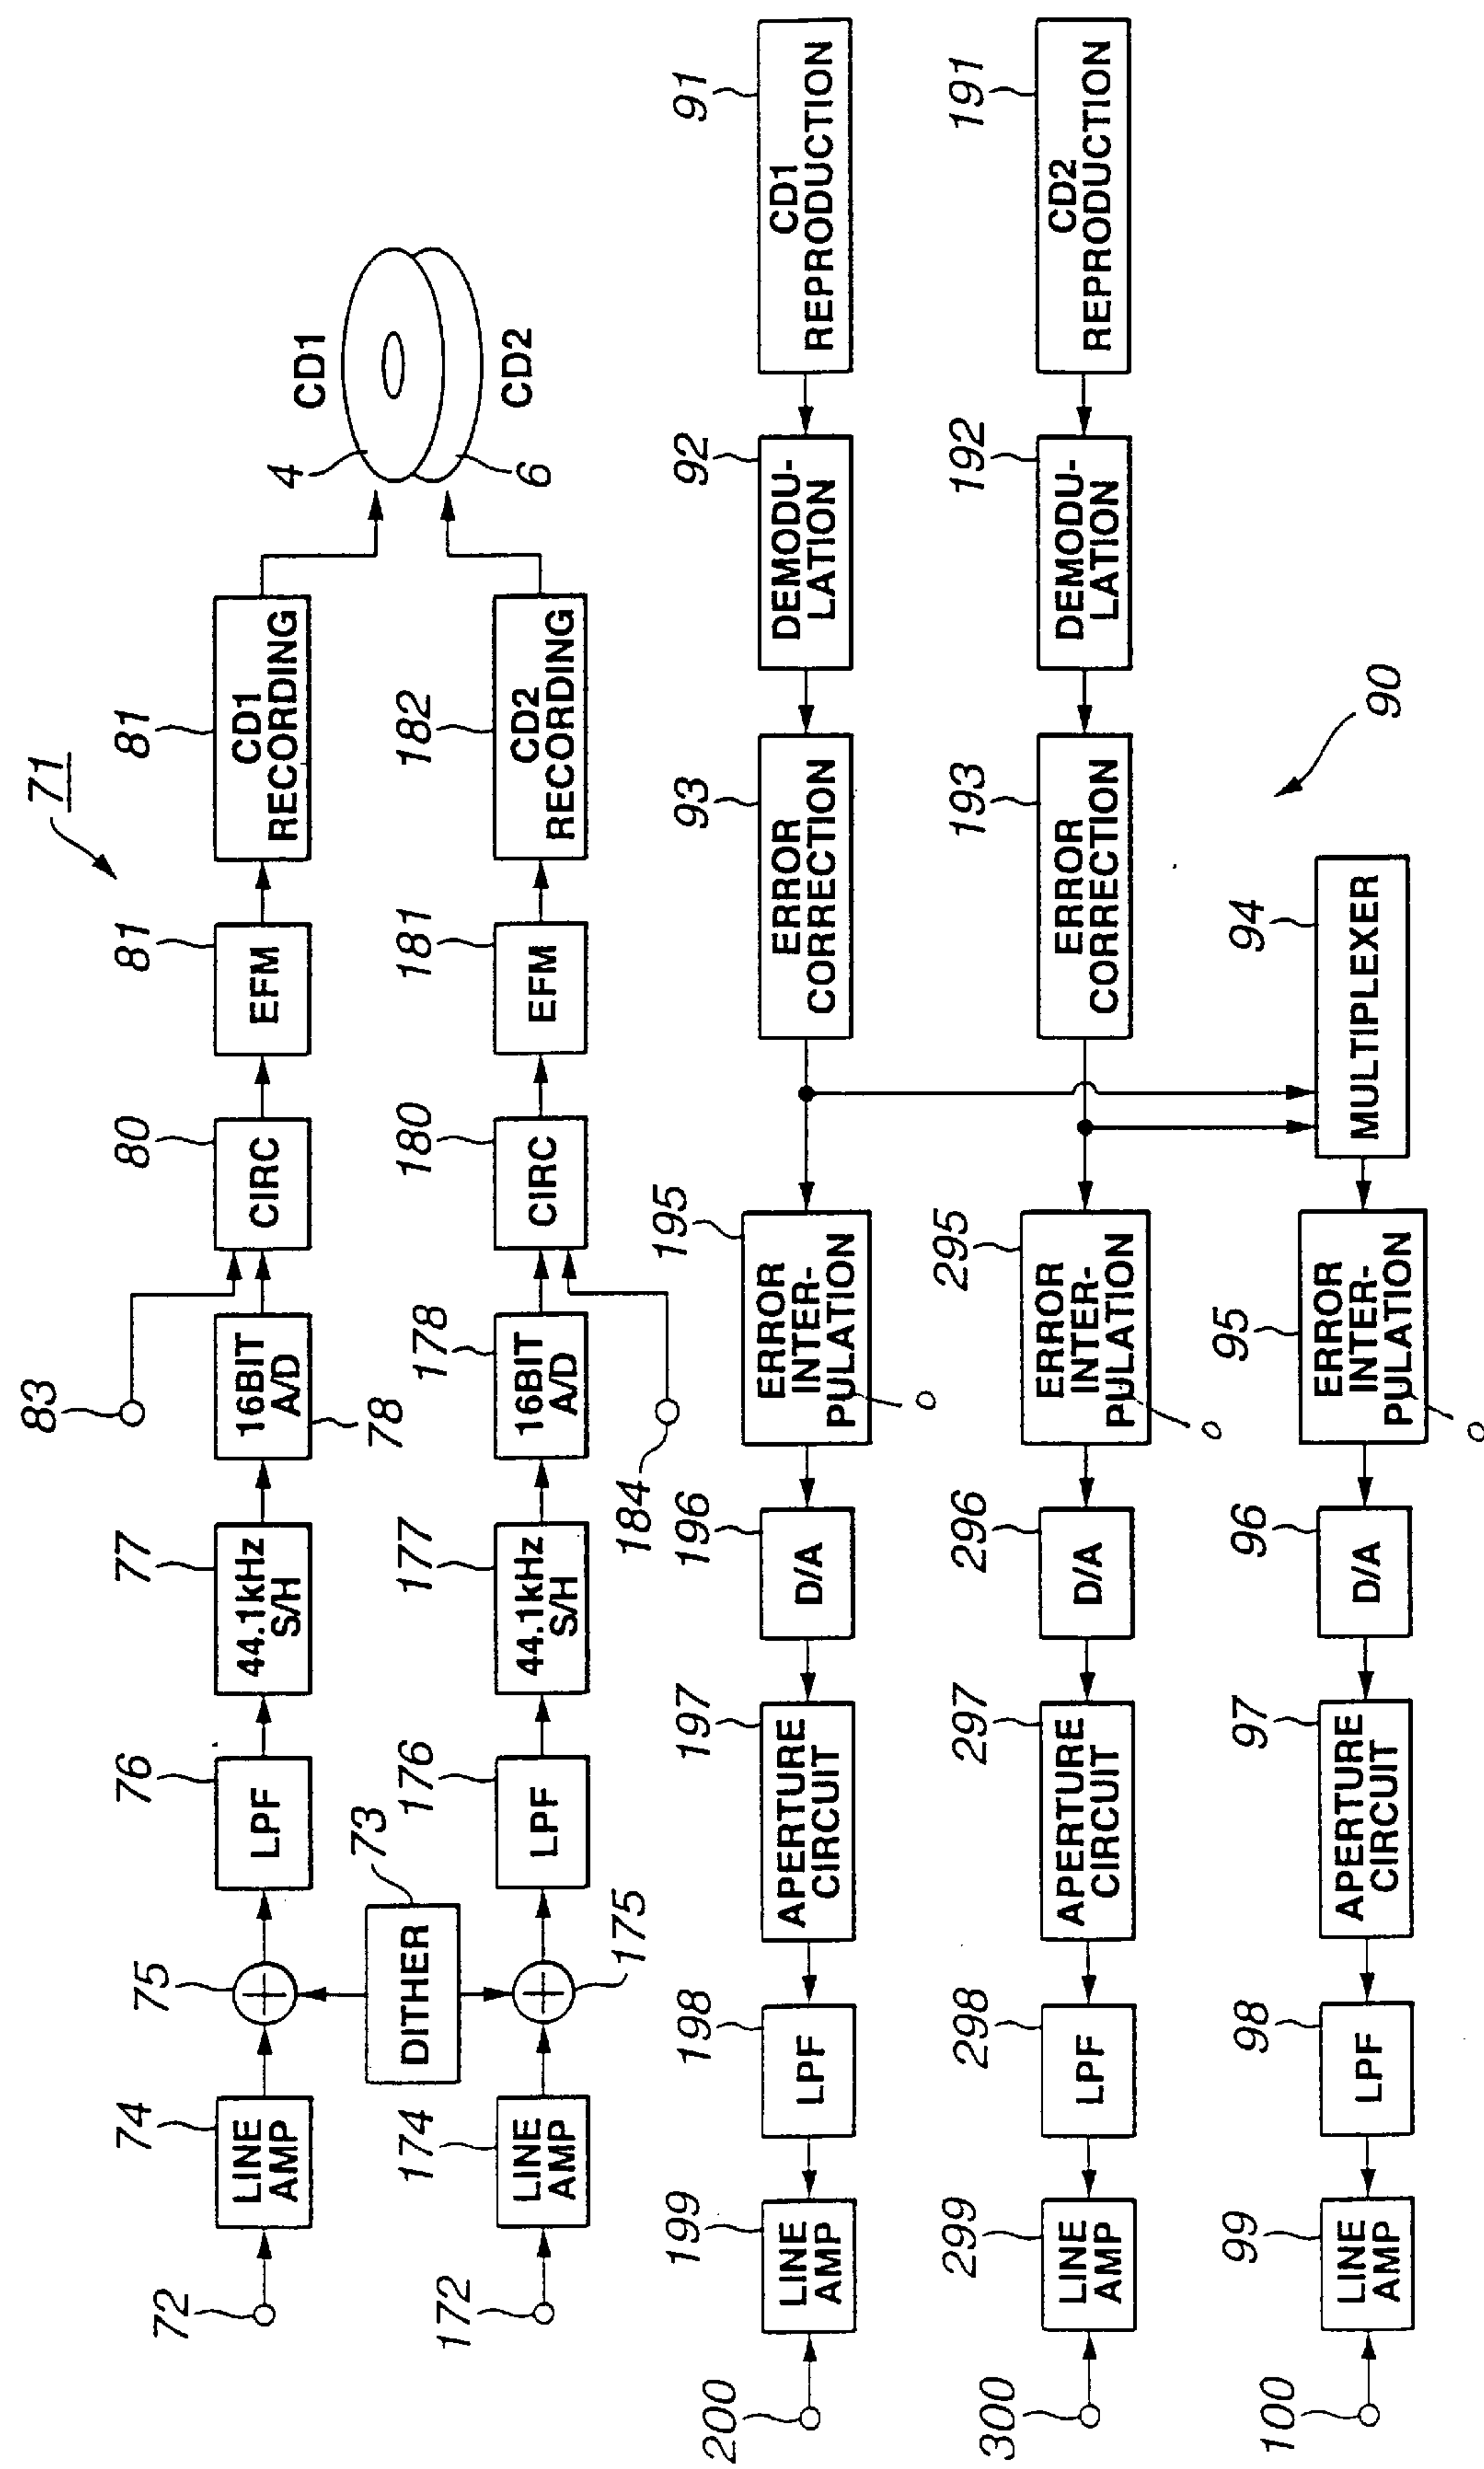 71
72
74
LINE
AMP
75
76
LPF
77
44.1kHz
S/H
78
16BIT
A/D
83
80
CIRC
81
EFM
81
CD1
RECORDING
73
DITHER
172
174
LINE
AMP
175
176
LPF
177
44.1kHz
S/H
178
16BIT
A/D
184
180
CIRC
181
EFM
182
CD2
RECORDING
CD1
4
6
CD2
90
200
199
LINE
AMP
198
LPF
197
APERTURE
CIRCUIT
196
D/A
195
ERROR
INTER-
PULATION
o
93
ERROR
CORRECTION
92
DEMODU-
LATION
91
CD1
REPRODUCTION
300
299
LINE
AMP
298
LPF
297
APERTURE
CIRCUIT
296
D/A
295
ERROR
INTER-
PULATION
o
193
ERROR
CORRECTION
192
DEMODU-
LATION
191
CD2
REPRODUCTION
100
99
LINE
AMP
98
LPF
97
APERTURE
CIRCUIT
96
D/A
95
ERROR
INTER-
PULATION
o
94
MULTIPLEXER